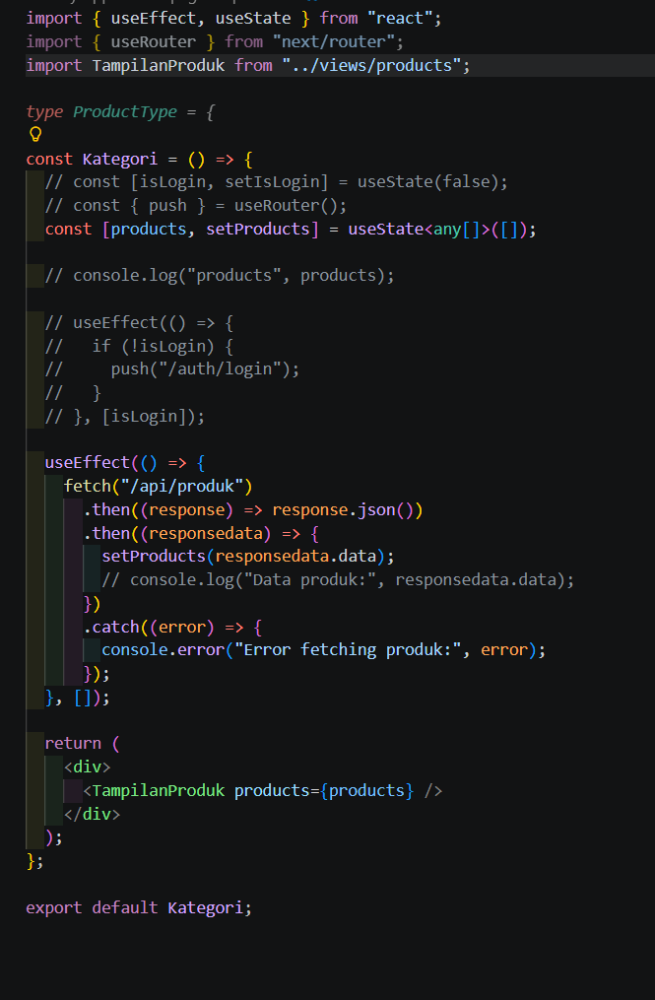 import { useEffect, useState } from "react";
import { useRouter } from "next/router";
import TampilanProduk from "../views/products";
type ProductType = {
const Kategori = () => {
// const [isLogin, setIsLogin] = useState(false);
// const { push } = useRouter();
const [products, setProducts] = useState<any[]>([]);
// console.log("products", products);
// useEffect(() => {
//   if (!isLogin) {
//     push("/auth/login");
//   }
// }, [isLogin]);
useEffect(() => {
fetch("/api/produk")
.then((response) => response.json())
.then((responsedata) => {
setProducts(responsedata.data);
// console.log("Data produk:", responsedata.data);
})
.catch((error) => {
console.error("Error fetching produk:", error);
});
}, []);
return (
<div>
<TampilanProduk products={products} />
</div>
);
};
export default Kategori;